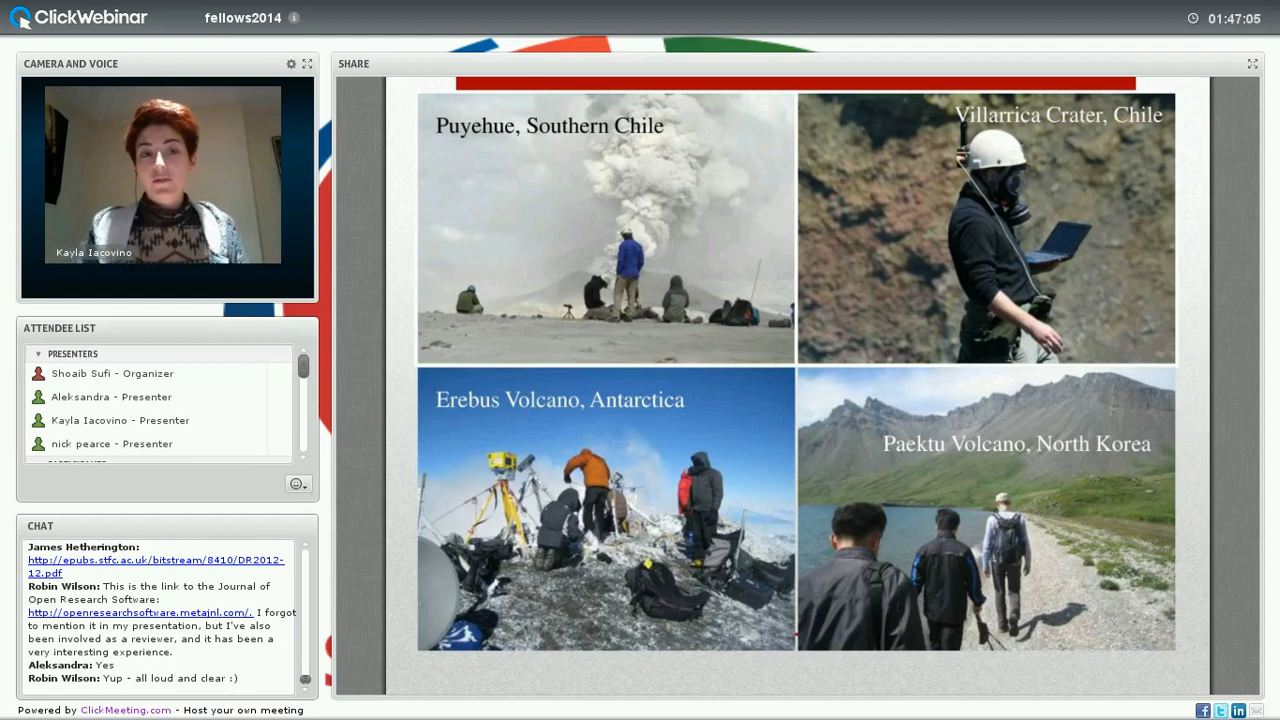 ClickWebinar
fellows2014
01:47:05
CAMERA AND VOICE
Kayla Iacovino
ATTENDEE LIST
PRESENTERS
Shoaib Sufi - Organizer
Aleksandra - Presenter
Kayla Iacovino - Presenter
nick pearce - Presenter
CHAT
James Hetherington:
http://epubs.stfc.ac.uk/bitstream/8410/DR2012-
12.pdf
Robin Wilson: This is the link to the Journal of
Open Research Software:
http://openresearchsoftware.metajnl.com/. I forgot
to mention it in my presentation, but I've also
been involved as a reviewer, and it has been a
very interesting experience.
Aleksandra: Yes
Robin Wilson: Yup - all loud and clear :)
SHARE
Puyehue, Southern Chile
Villarrica Crater, Chile
Erebus Volcano, Antarctica
Paektu Volcano, North Korea
Powered by ClickMeeting.com - Host your own meeting